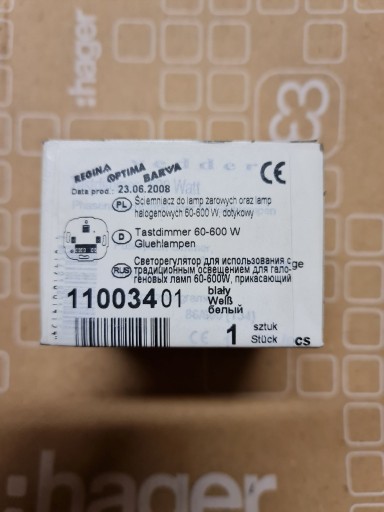 :hager
REGINA OPTIMA BARWA
CE
Data prod.: 23.06.2008
Watt
PL Ściemniacz do lamp żarowych oraz lamp
halogenowych 60-600 W, dotykowy
D Tastdimmer 60-600 W
Gluehlampen
RUS Светорегулятор для использования с
традиционным освещением для гало-
геновых ламп 60-600W, прикасающий
110034 01
biały
Weiß
белый
1 sztuk
Stück
cs
:hager